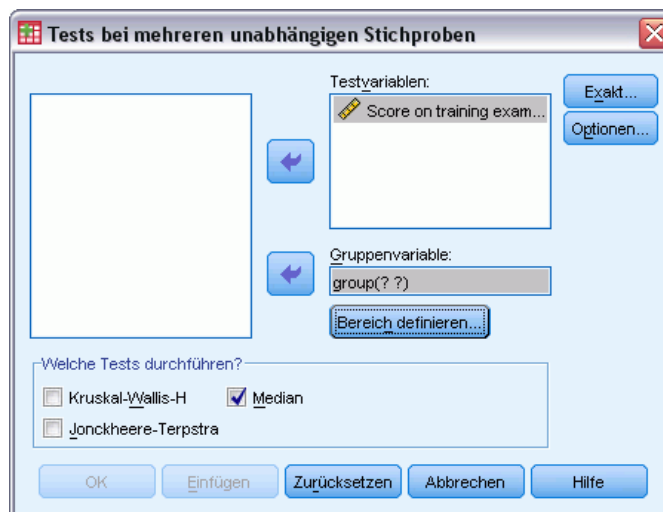 Tests bei mehreren unabhängigen Stichproben
Testvariablen:
Score on training exam...
Exakt...
Optionen...
Gruppenvariable:
group(? ?)
Bereich definieren...
Welche Tests durchführen?
Kruskal-Wallis-H
Median
Jonckheere-Terpstra
OK
Einfügen
Zurücksetzen
Abbrechen
Hilfe